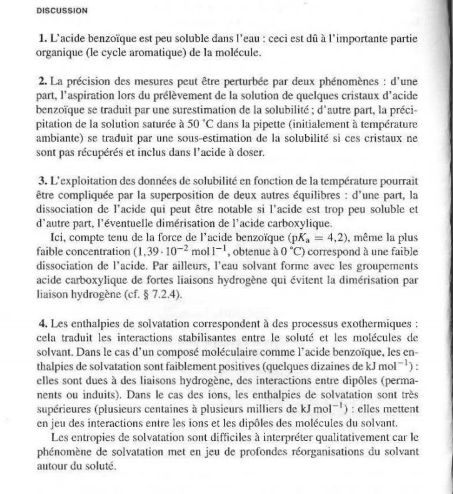 DISCUSSION
1. L'acide benzoïque est peu soluble dans l'eau : ceci est dû à l'importante partie
organique (le cycle aromatique) de la molécule.
2. La précision des mesures peut être perturbée par deux phénomènes : d'une
part, l'aspiration lors du prélèvement de la solution de quelques cristaux d'acide
benzoïque se traduit par une surestimation de la solubilité ; d'autre part, la préci-
pitation de la solution saturée à 50 °C dans la pipette (initialement à température
ambiante) se traduit par une sous-estimation de la solubilité si ces cristaux ne
sont pas récupérés et inclus dans l'acide à doser.
3. L'exploitation des données de solubilité en fonction de la température pourrait
être compliquée par la superposition de deux autres équilibres : d'une part, la
dissociation de l'acide qui peut être notable si l'acide est trop peu soluble et
d'autre part, l'éventuelle dimérisation de l'acide carboxylique.
Ici, compte tenu de la force de l'acide benzoïque (pKₐ = 4,2), même la plus
faible concentration (1,39 · 10⁻² mol l⁻¹, obtenue à 0 °C) correspond à une faible
dissociation de l'acide. Par ailleurs, l'eau solvant forme avec les groupements
acide carboxylique de fortes liaisons hydrogène qui évitent la dimérisation par
liaison hydrogène (cf. § 7.2.4).
4. Les enthalpies de solvatation correspondent à des processus exothermiques :
cela traduit les interactions stabilisantes entre le soluté et les molécules de
solvant. Dans le cas d'un composé moléculaire comme l'acide benzoïque, les en-
thalpies de solvatation sont faiblement positives (quelques dizaines de kJ mol⁻¹) :
elles sont dues à des liaisons hydrogène, des interactions entre dipôles (perma-
nents ou induits). Dans le cas des ions, les enthalpies de solvatation sont très
supérieures (plusieurs centaines à plusieurs milliers de kJ mol⁻¹) : elles mettent
en jeu des interactions entre les ions et les dipôles des molécules du solvant.
Les entropies de solvatation sont difficiles à interpréter qualitativement car le
phénomène de solvatation met en jeu de profondes réorganisations du solvant
autour du soluté.